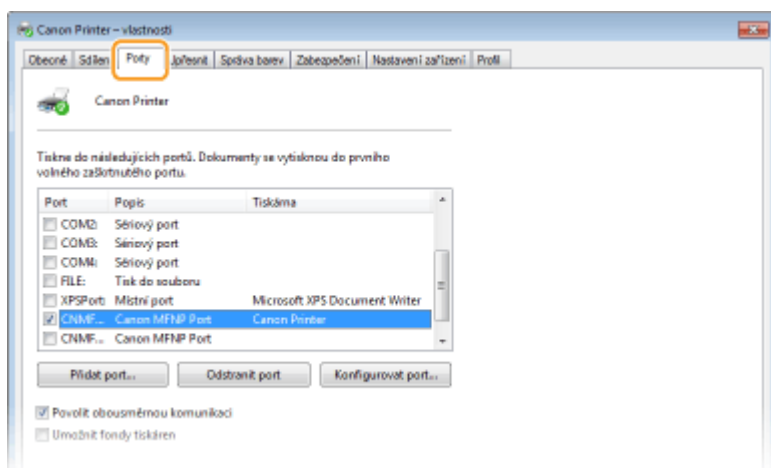 Canon Printer – vlastnosti
Obecné Sdílen Porty Upřesnit Správa barev Zabezpečení Nastavení zařízení Profil
Canon Printer
Tiskne do následujících portů. Dokumenty se vytisknou do prvního
volného zaškrtnutého portu.
Port Popis Tiskárna
COM2: Sériový port
COM3: Sériový port
COM4: Sériový port
FILE: Tisk do souboru
XPSPort: Místní port Microsoft XPS Document Writer
CNMF... Canon MFNP Port Canon Printer
CNMF... Canon MFNP Port
Přidat port... Odstranit port Konfigurovat port...
Povolit obousměrnou komunikaci
Umožnit fondy tiskáren